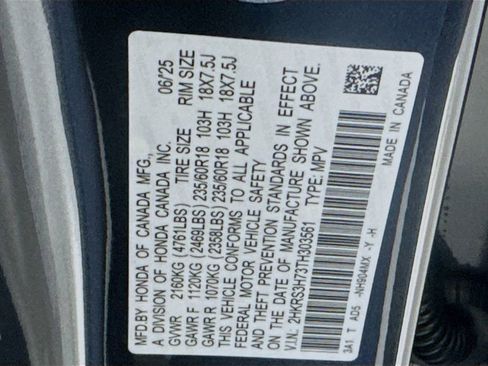 MFD.BY HONDA OF CANADA MFG., 06/25
A DIVISION OF HONDA CANADA INC.
GVWR 2160KG (4761LBS) TIRE SIZE RIM SIZE
GAWR F 1120KG (2469LBS) 235/60R18 103H 18X7.5J
GAWR R 1070KG (2358LBS) 235/60R18 103H 18X7.5J
THIS VEHICLE CONFORMS TO ALL APPLICABLE
FEDERAL MOTOR VEHICLE SAFETY
AND THEFT PREVENTION STANDARDS IN EFFECT
ON THE DATE OF MANUFACTURE SHOWN ABOVE.
V.I.N. 2HKRS3H73TH303561 TYPE: MPV
3A1 T AD5 -NH904MX -Y -H MADE IN CANADA